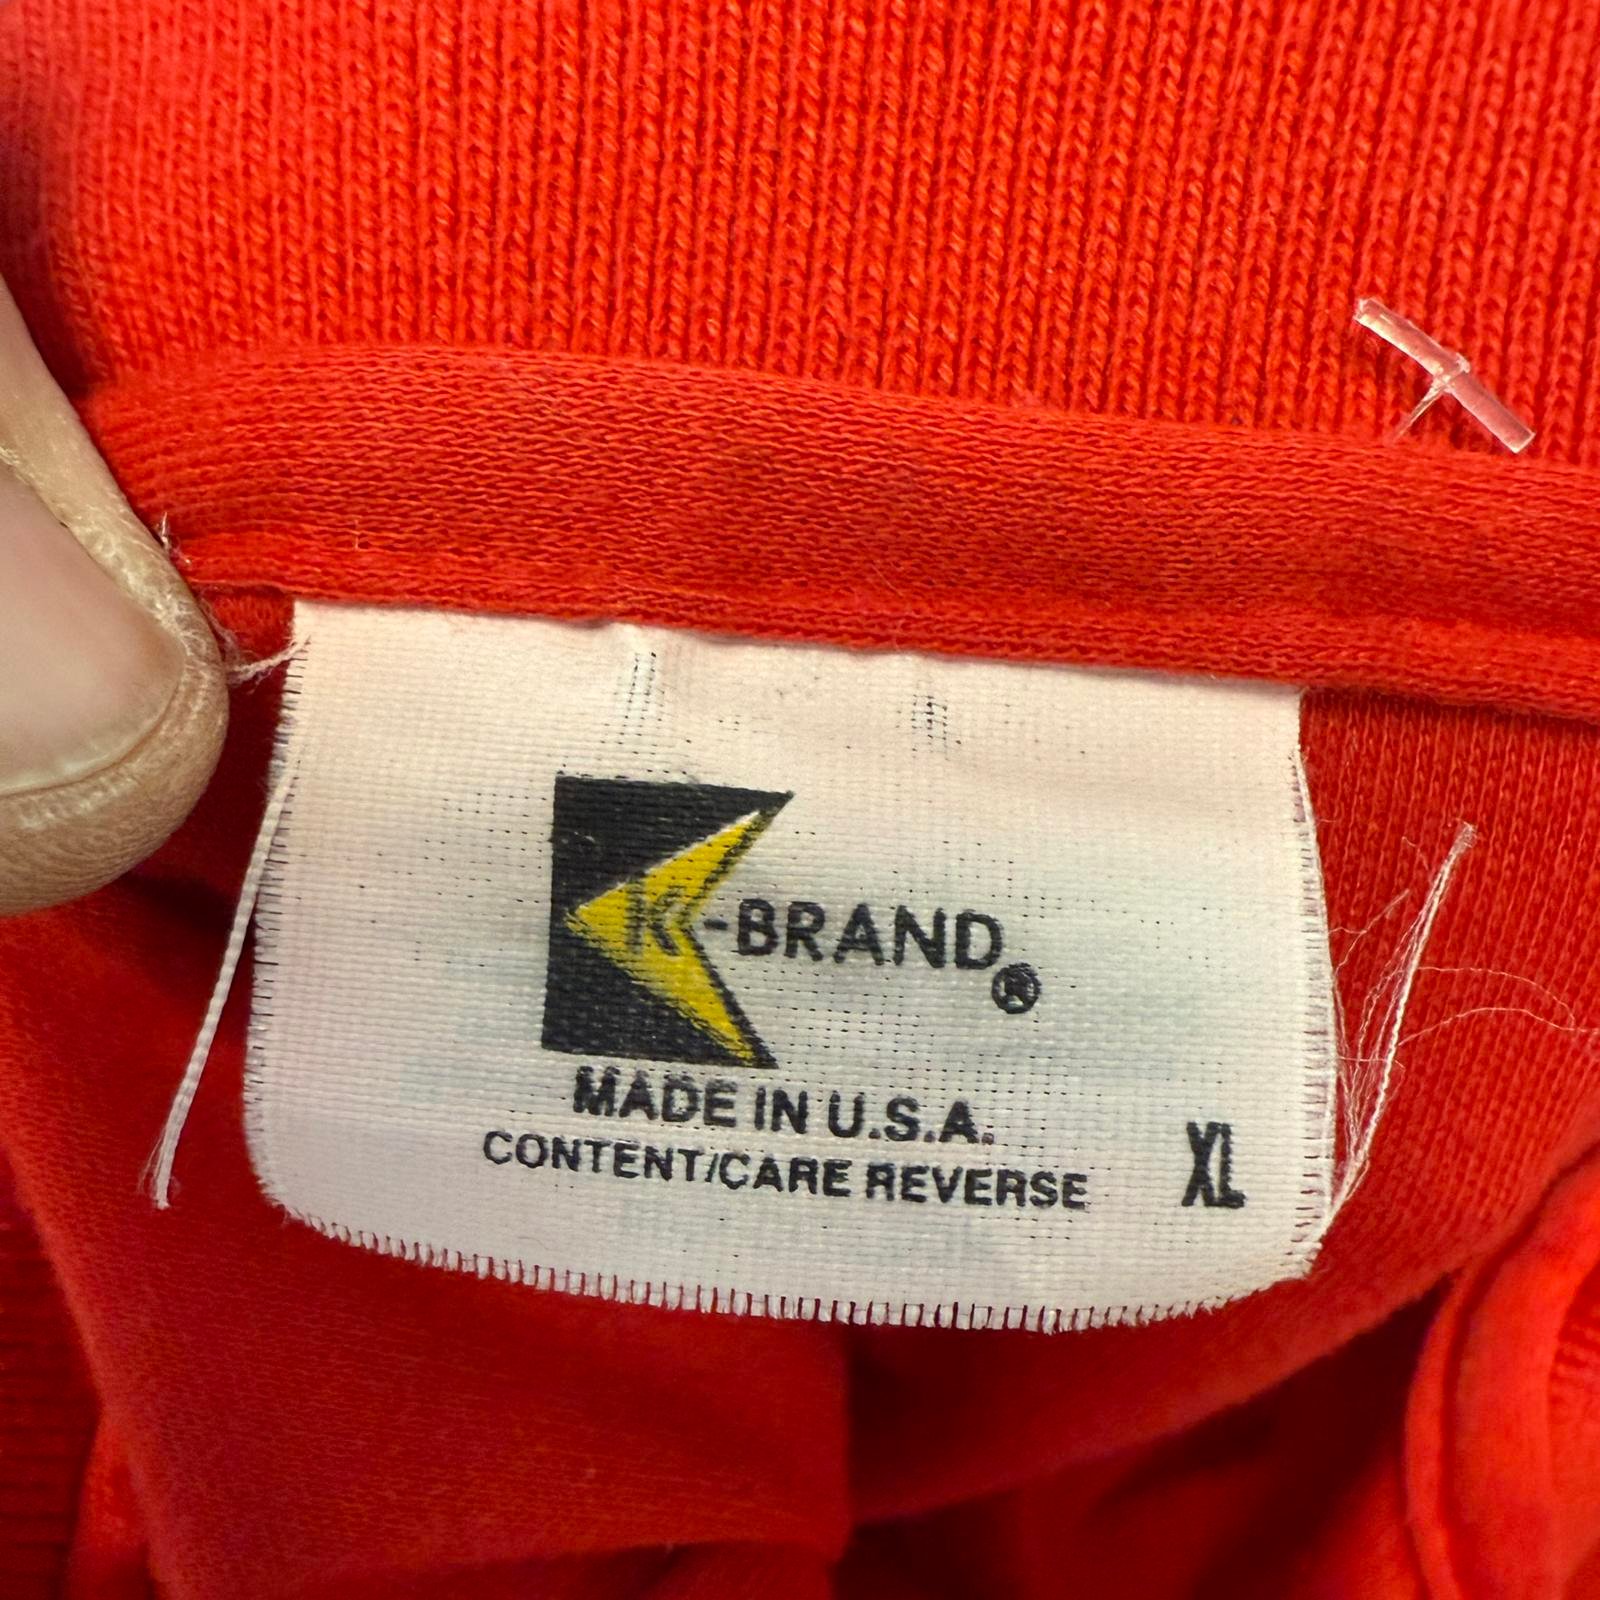 K-BRAND®
MADE IN U.S.A.
CONTENT/CARE REVERSE XL